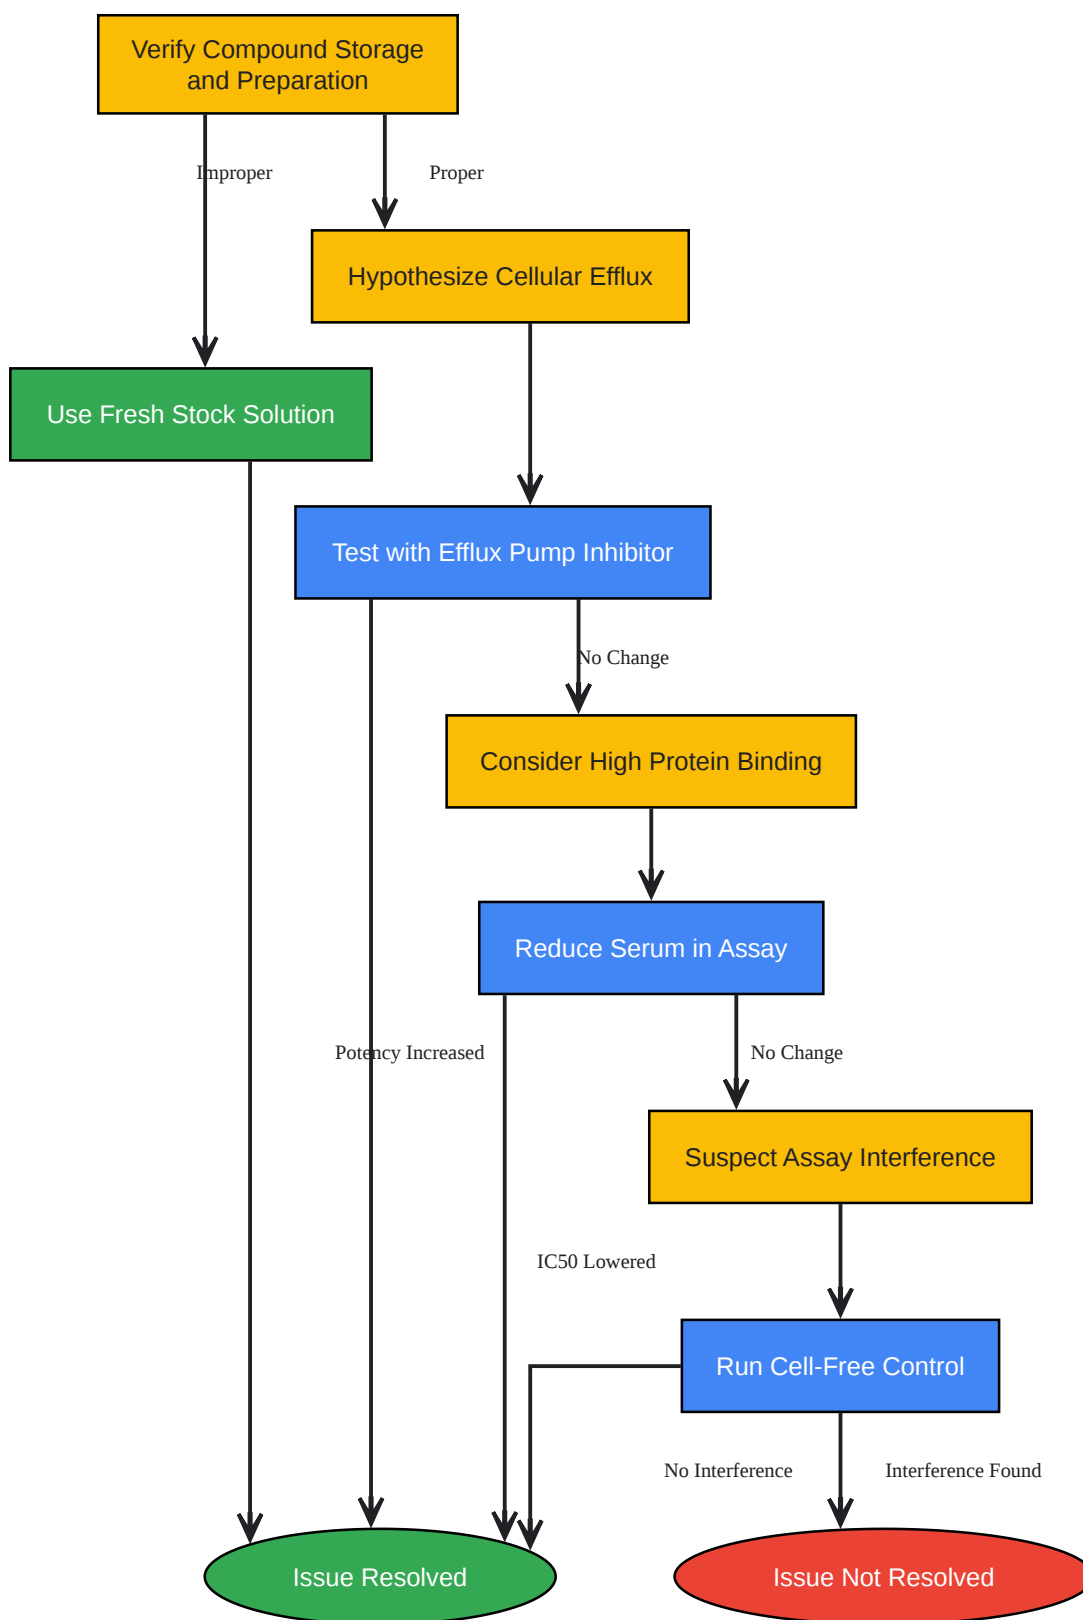 Verify Compound Storage
and Preparation
Improper
Proper
Hypothesize Cellular Efflux
Use Fresh Stock Solution
Test with Efflux Pump Inhibitor
No Change
Consider High Protein Binding
Reduce Serum in Assay
Potency Increased
No Change
Suspect Assay Interference
IC50 Lowered
Run Cell-Free Control
No Interference
Interference Found
Issue Resolved
Issue Not Resolved